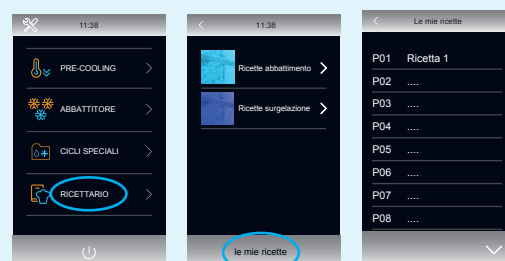 11:38
PRE-COOLING
ABBATTITORE
CICLI SPECIALI
RICETTARIO
11:38
Ricette abbattimento
Ricette surgelazione
le mie ricette
Le mie ricette
P01 Ricetta 1
P02 ....
P03 ....
P04 ....
P05 ....
P06 ....
P07 ....
P08 ....